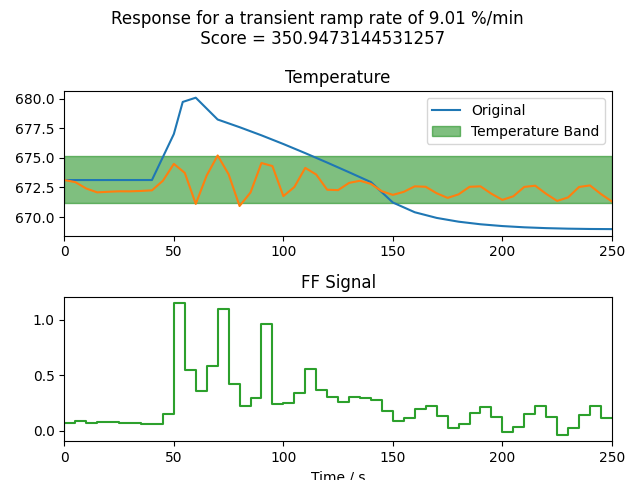 Response for a transient ramp rate of 9.01 %/min
Score = 350.9473144531257
Temperature
680.0
677.5
675.0
672.5
670.0
Original
Temperature Band
0 50 100 150 200 250
FF Signal
1.0
0.5
0.0
0 50 100 150 200 250
Time / s